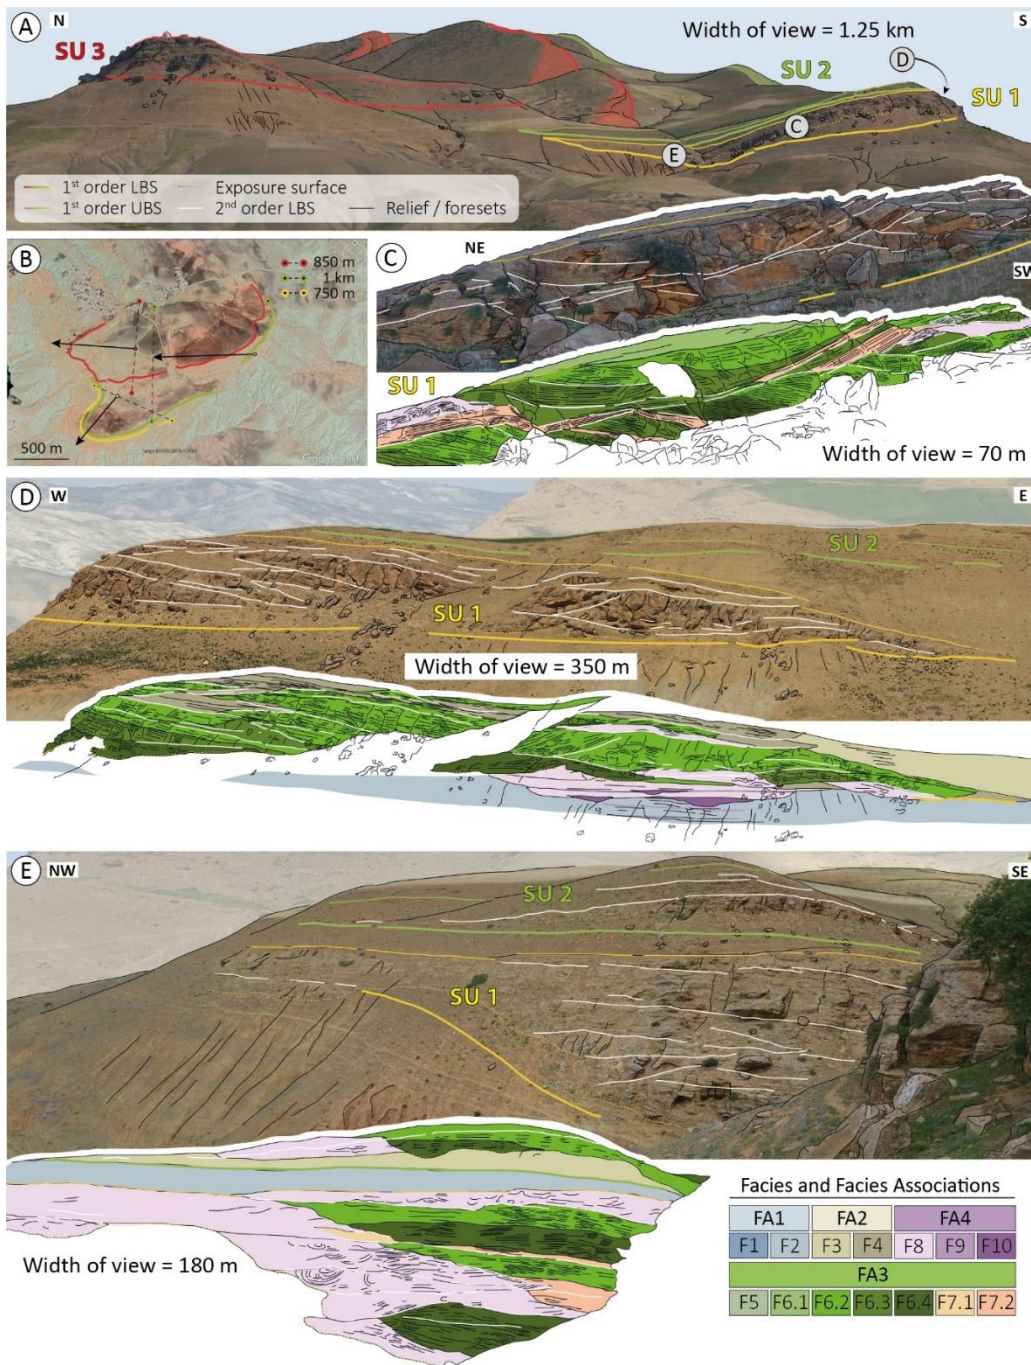 A
N
S
Width of view = 1.25 km
SU 3
SU 2
D
SU 1
C
E
1st order LBS
Exposure surface
1st order UBS
2nd order LBS
Relief / foresets
B
850 m
1 km
750 m
500 m
C
NE
SW
SU 1
Width of view = 70 m
D
W
E
SU 2
SU 1
Width of view = 350 m
E
NW
SE
SU 2
SU 1
Width of view = 180 m
Facies and Facies Associations
FA1 FA2 FA4
F1 F2 F3 F4 F8 F9 F10
FA3
F5 F6.1 F6.2 F6.3 F6.4 F7.1 F7.2